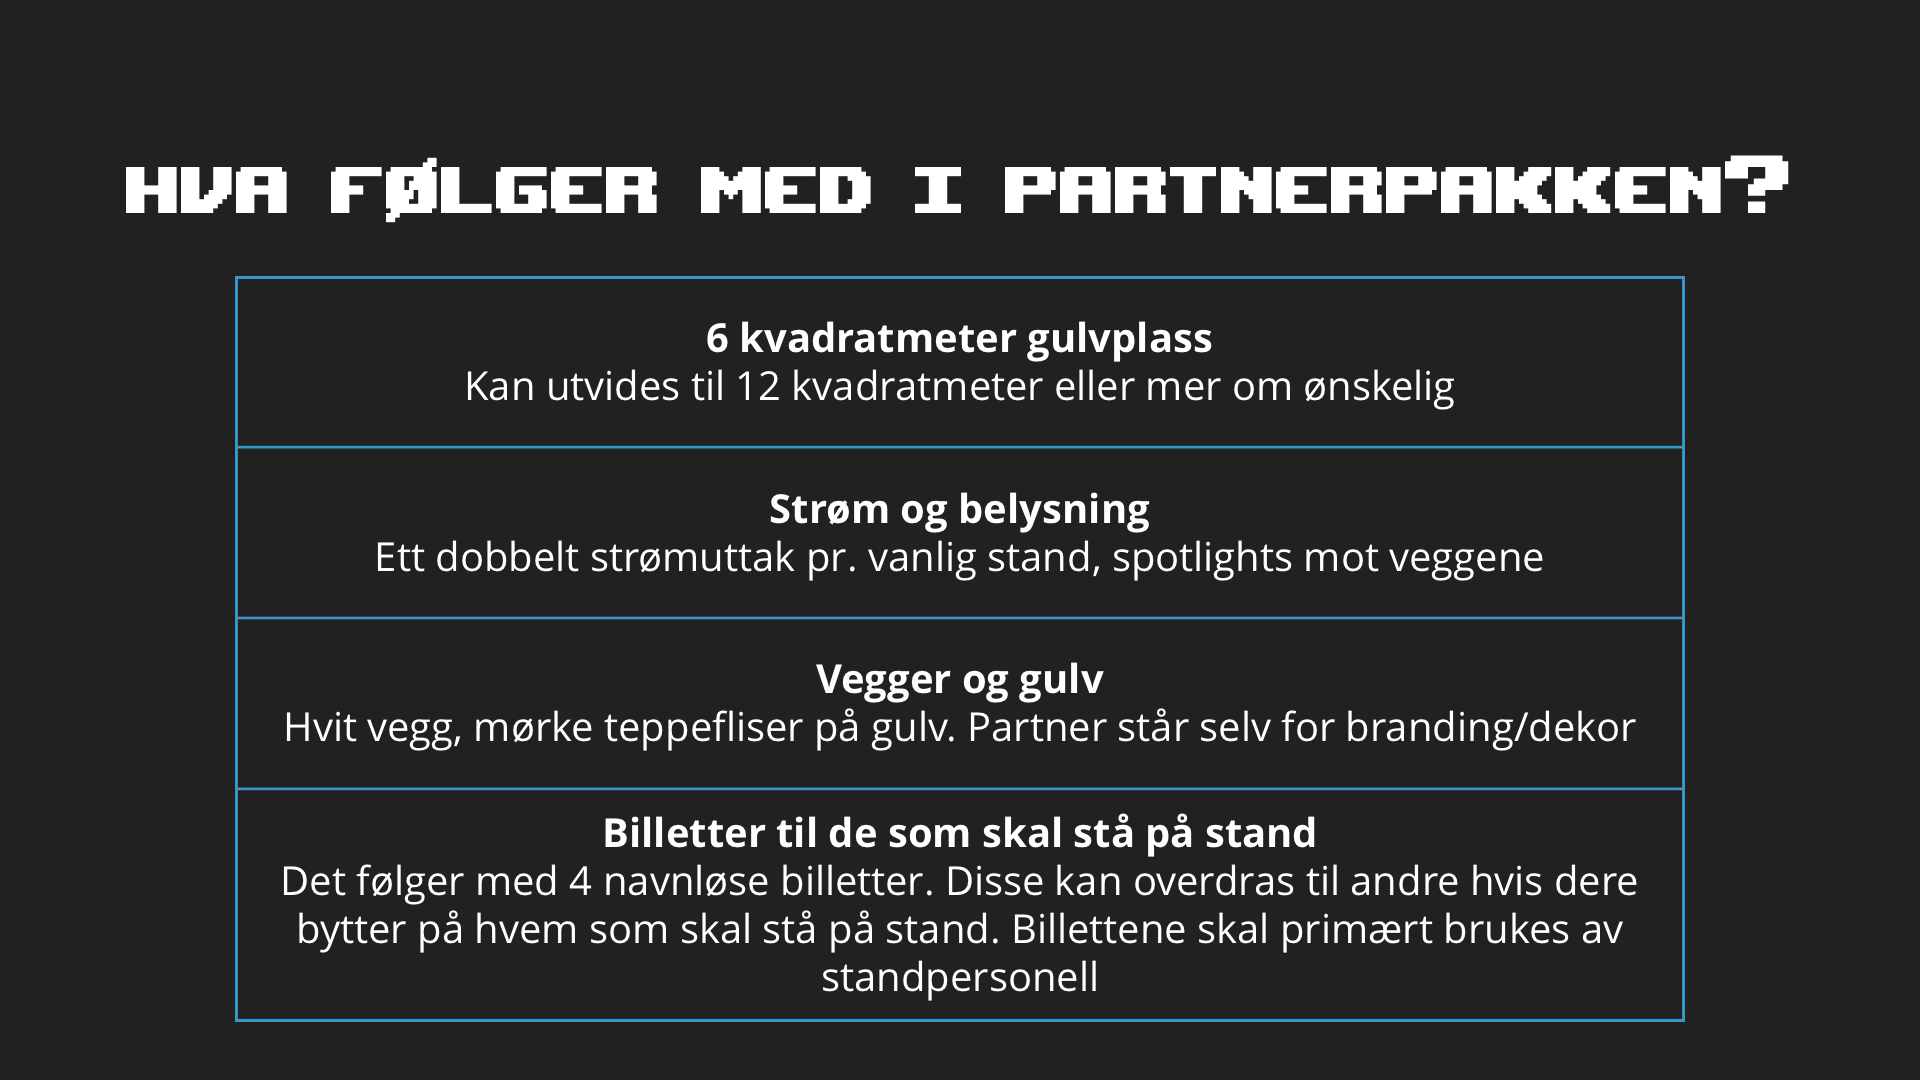 HVA FØLGER MED I PARTNERPAKKEN?
6 kvadratmeter gulvplass
Kan utvides til 12 kvadratmeter eller mer om ønskelig
Strøm og belysning
Ett dobbelt strømuttak pr. vanlig stand, spotlights mot veggene
Vegger og gulv
Hvit vegg, mørke teppefliser på gulv. Partner står selv for branding/dekor
Billetter til de som skal stå på stand
Det følger med 4 navnløse billetter. Disse kan overdras til andre hvis dere
bytter på hvem som skal stå på stand. Billettene skal primært brukes av
standpersonell